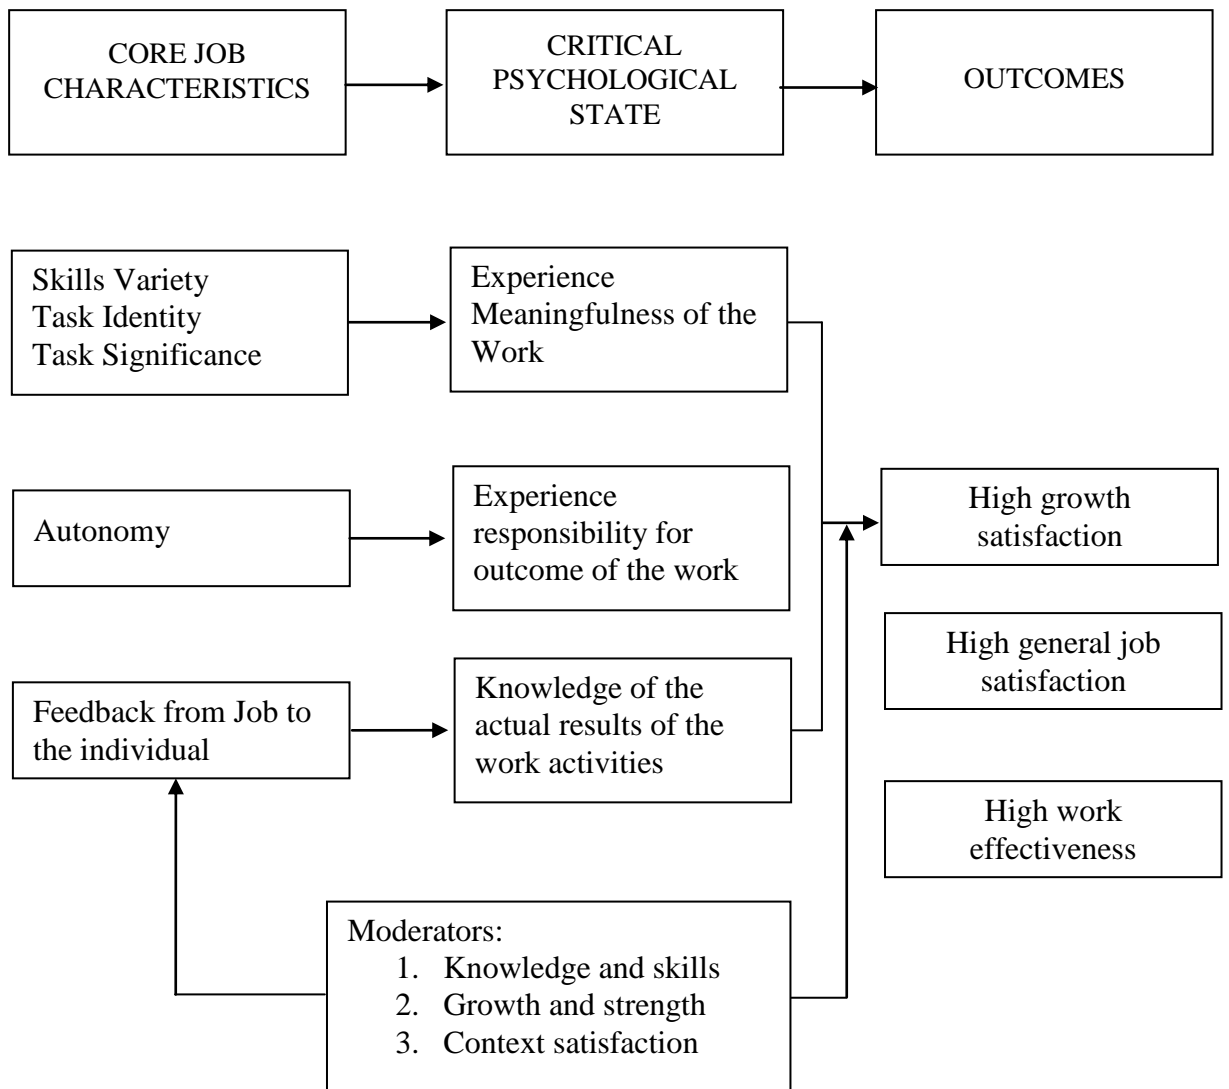 CORE JOB
CHARACTERISTICS
CRITICAL
PSYCHOLOGICAL
STATE
OUTCOMES
Skills Variety
Task Identity
Task Significance
Experience
Meaningfulness of the
Work
Autonomy
Experience
responsibility for
outcome of the work
High growth
satisfaction
High general job
satisfaction
Feedback from Job to
the individual
Knowledge of the
actual results of the
work activities
High work
effectiveness
Moderators:
1. Knowledge and skills
2. Growth and strength
3. Context satisfaction